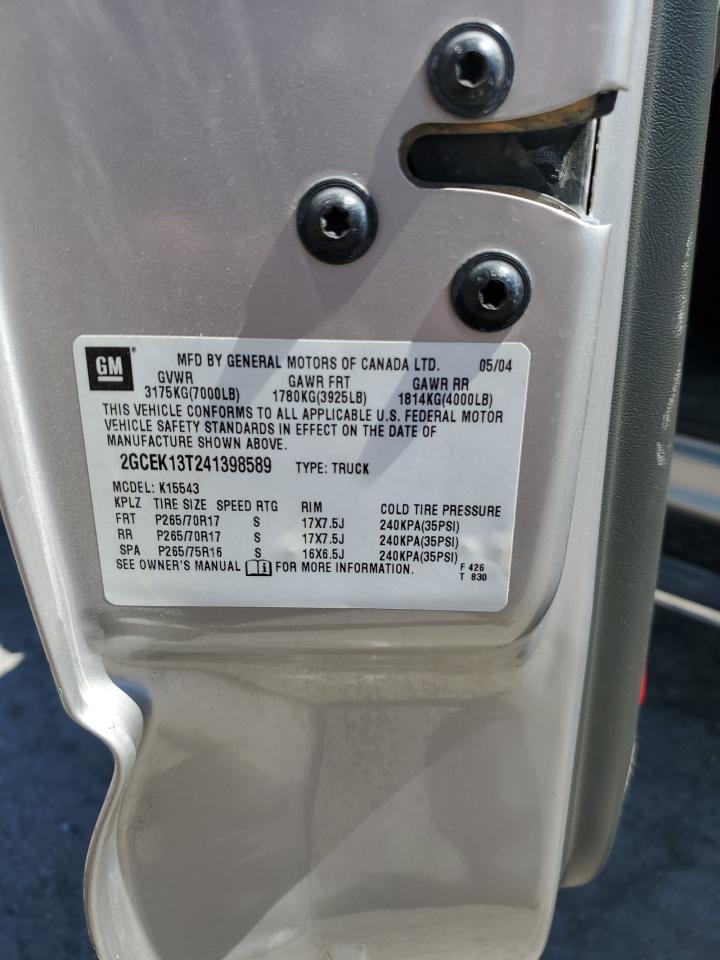 GM
MFD BY GENERAL MOTORS OF CANADA LTD. 05/04
GVWR GAWR FRT GAWR RR
3175KG(7000LB) 1780KG(3925LB) 1814KG(4000LB)
THIS VEHICLE CONFORMS TO ALL APPLICABLE U.S. FEDERAL MOTOR
VEHICLE SAFETY STANDARDS IN EFFECT ON THE DATE OF
MANUFACTURE SHOWN ABOVE.
2GCEK13T241398589 TYPE: TRUCK
MODEL: K15543
KPLZ TIRE SIZE SPEED RTG RIM COLD TIRE PRESSURE
FRT P265/70R17 S 17X7.5J 240KPA(35PSI)
RR P265/70R17 S 17X7.5J 240KPA(35PSI)
SPA P265/75R16 S 16X6.5J 240KPA(35PSI)
SEE OWNER'S MANUAL FOR MORE INFORMATION. F 426
T 830